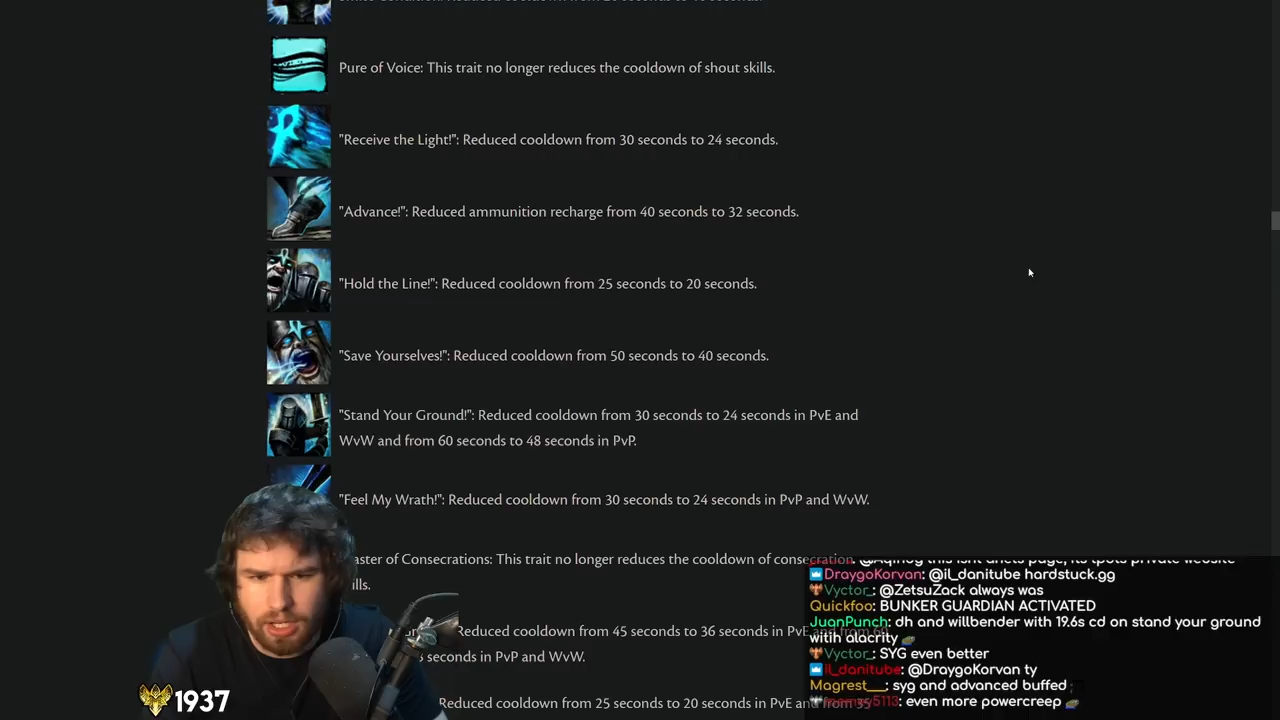 Pure of Voice: This trait no longer reduces the cooldown of shout skills.
"Receive the Light!": Reduced cooldown from 30 seconds to 24 seconds.
"Advance!": Reduced ammunition recharge from 40 seconds to 32 seconds.
"Hold the Line!": Reduced cooldown from 25 seconds to 20 seconds.
"Save Yourselves!": Reduced cooldown from 50 seconds to 40 seconds.
"Stand Your Ground!": Reduced cooldown from 30 seconds to 24 seconds in PvE and
WvW and from 60 seconds to 48 seconds in PvP.
"Feel My Wrath!": Reduced cooldown from 30 seconds to 24 seconds in PvP and WvW.
aster of Consecrations: This trait no longer reduces the cooldown of consecration
ills.
Reduced cooldown from 45 seconds to 36 seconds in PvE and from
seconds in PvP and WvW.
Reduced cooldown from 25 seconds to 20 seconds in PvE and from 35
DraygoKorvan: @il_danitube hardstuck.gg
Vyctor_: @ZetsuZack always was
Quickfoo: BUNKER GUARDIAN ACTIVATED
JuanPunch: dh and willbender with 19.6s cd on stand your ground
witih alacrity
Vyctor_: SYG even better
il_danitube: @DraygoKorvan ty
Magrest__: syg and advanced buffed
even more powercreep
1937